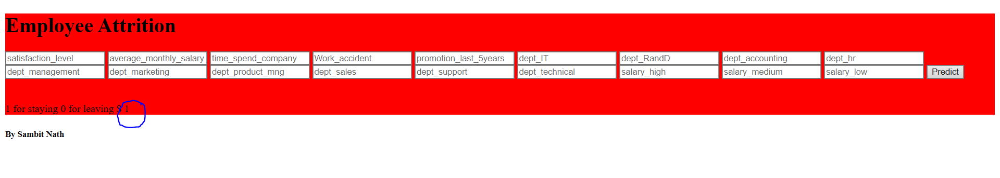 Employee Attrition
satisfaction_level average_monthly_salary time_spend_company Work_accident promotion_last_5years dept_IT dept_RandD dept_accounting dept_hr
dept_management dept_marketing dept_product_mng dept_sales dept_support dept_technical salary_high salary_medium salary_low Predict
1 for staying 0 for leaving $ 1
By Sambit Nath